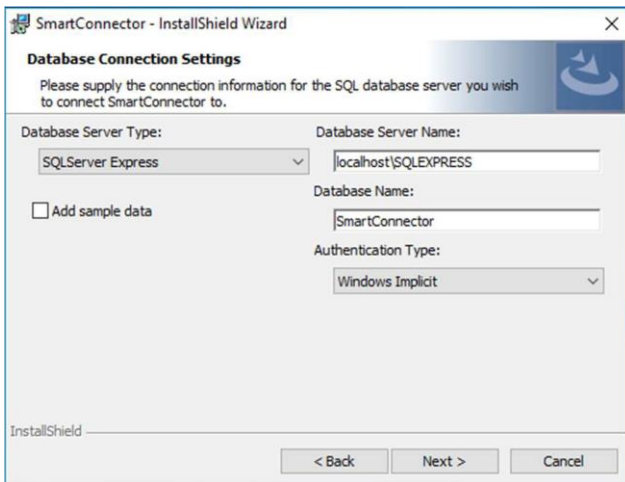 SmartConnector - InstallShield Wizard
Database Connection Settings
Please supply the connection information for the SQL database server you wish
to connect SmartConnector to.
Database Server Type:
SQLServer Express
Add sample data
Database Server Name:
localhost\SQLEXPRESS
Database Name:
SmartConnector
Authentication Type:
Windows Implicit
InstallShield
< Back
Next >
Cancel